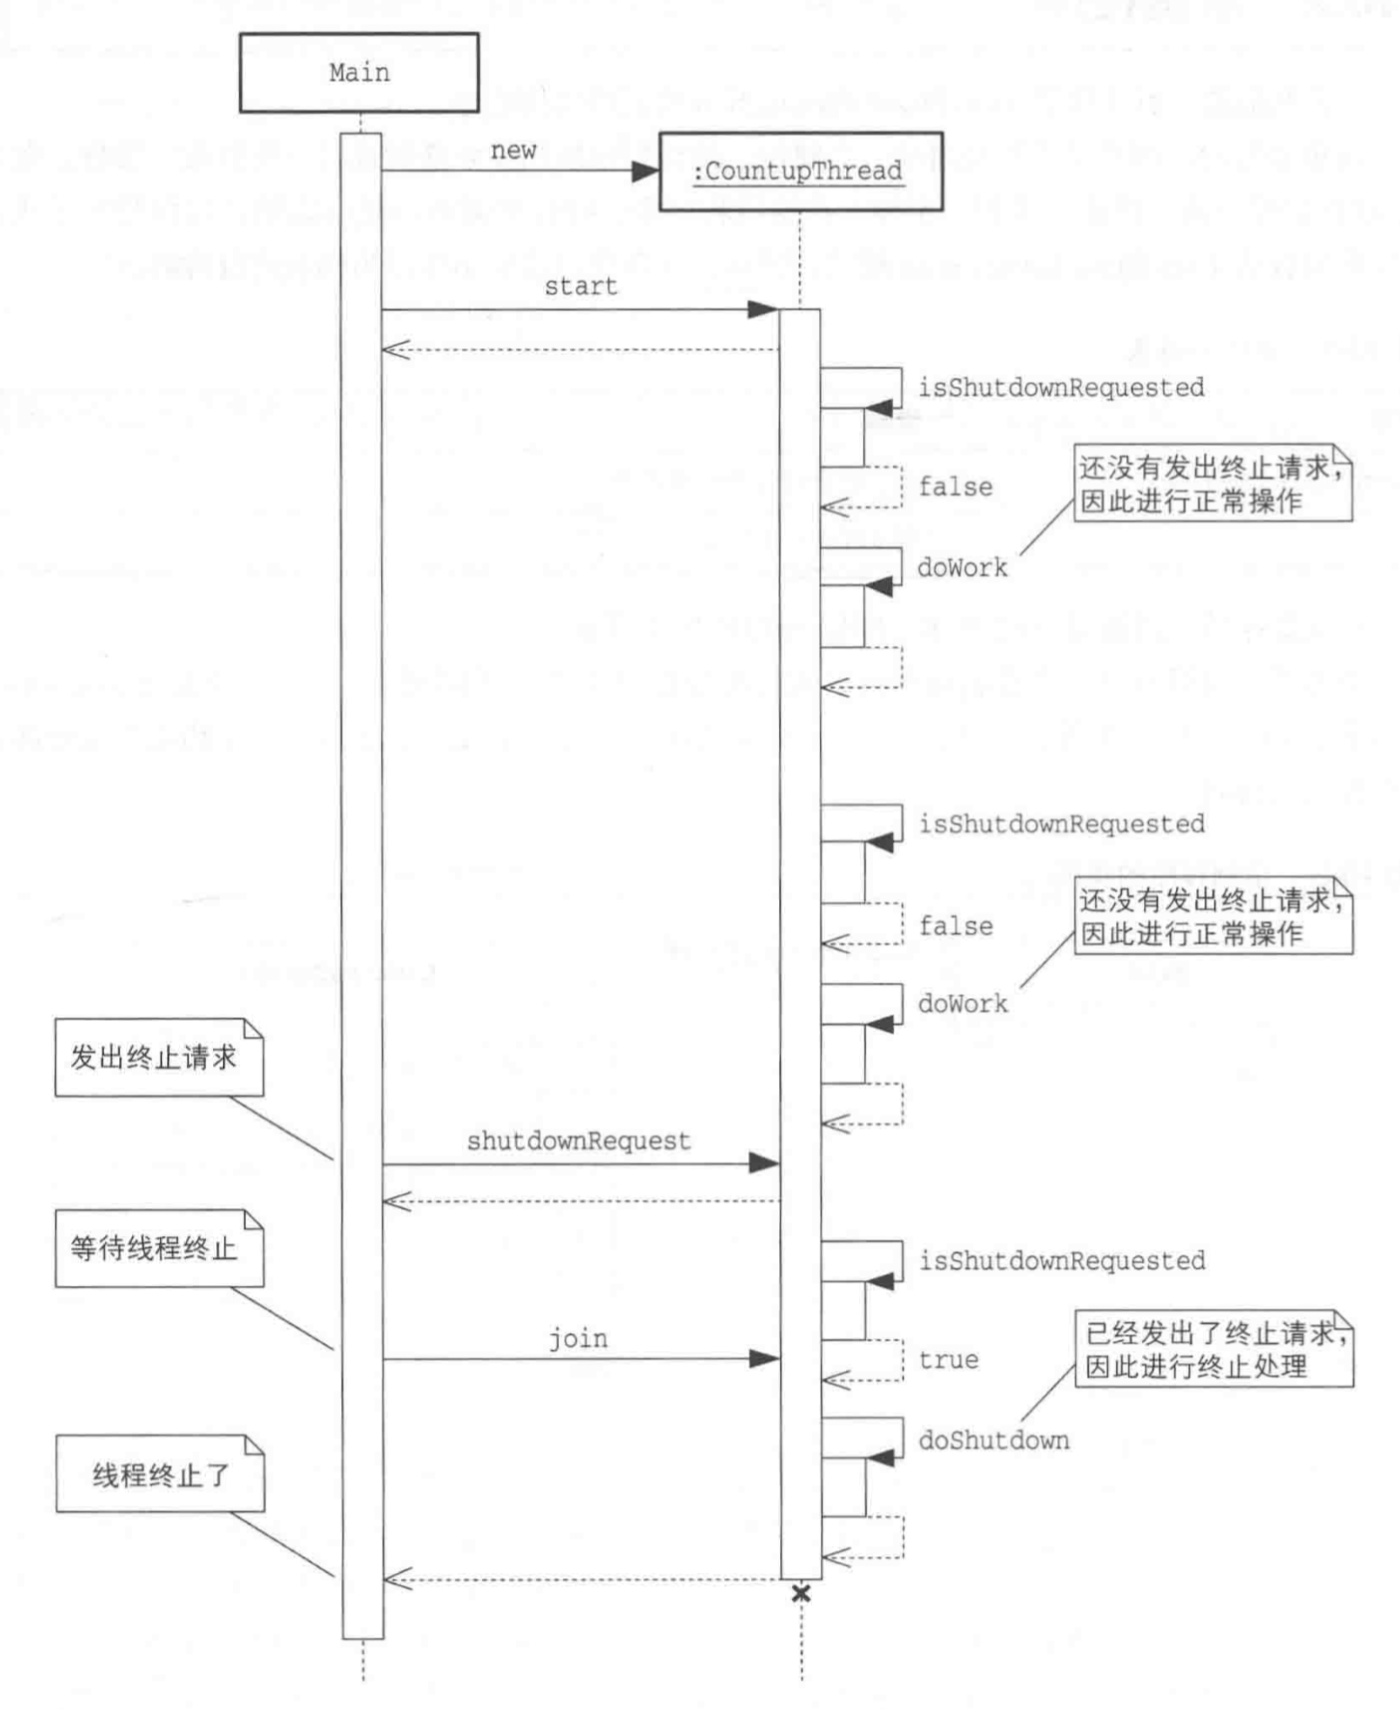 Main
new
:CountupThread
start
isShutdownRequested
false
还没有发出终止请求，
因此进行正常操作
doWork
isShutdownRequested
false
还没有发出终止请求，
因此进行正常操作
doWork
发出终止请求
shutdownRequest
等待线程终止
isShutdownRequested
join
true
已经发出了终止请求，
因此进行终止处理
doShutdown
线程终止了